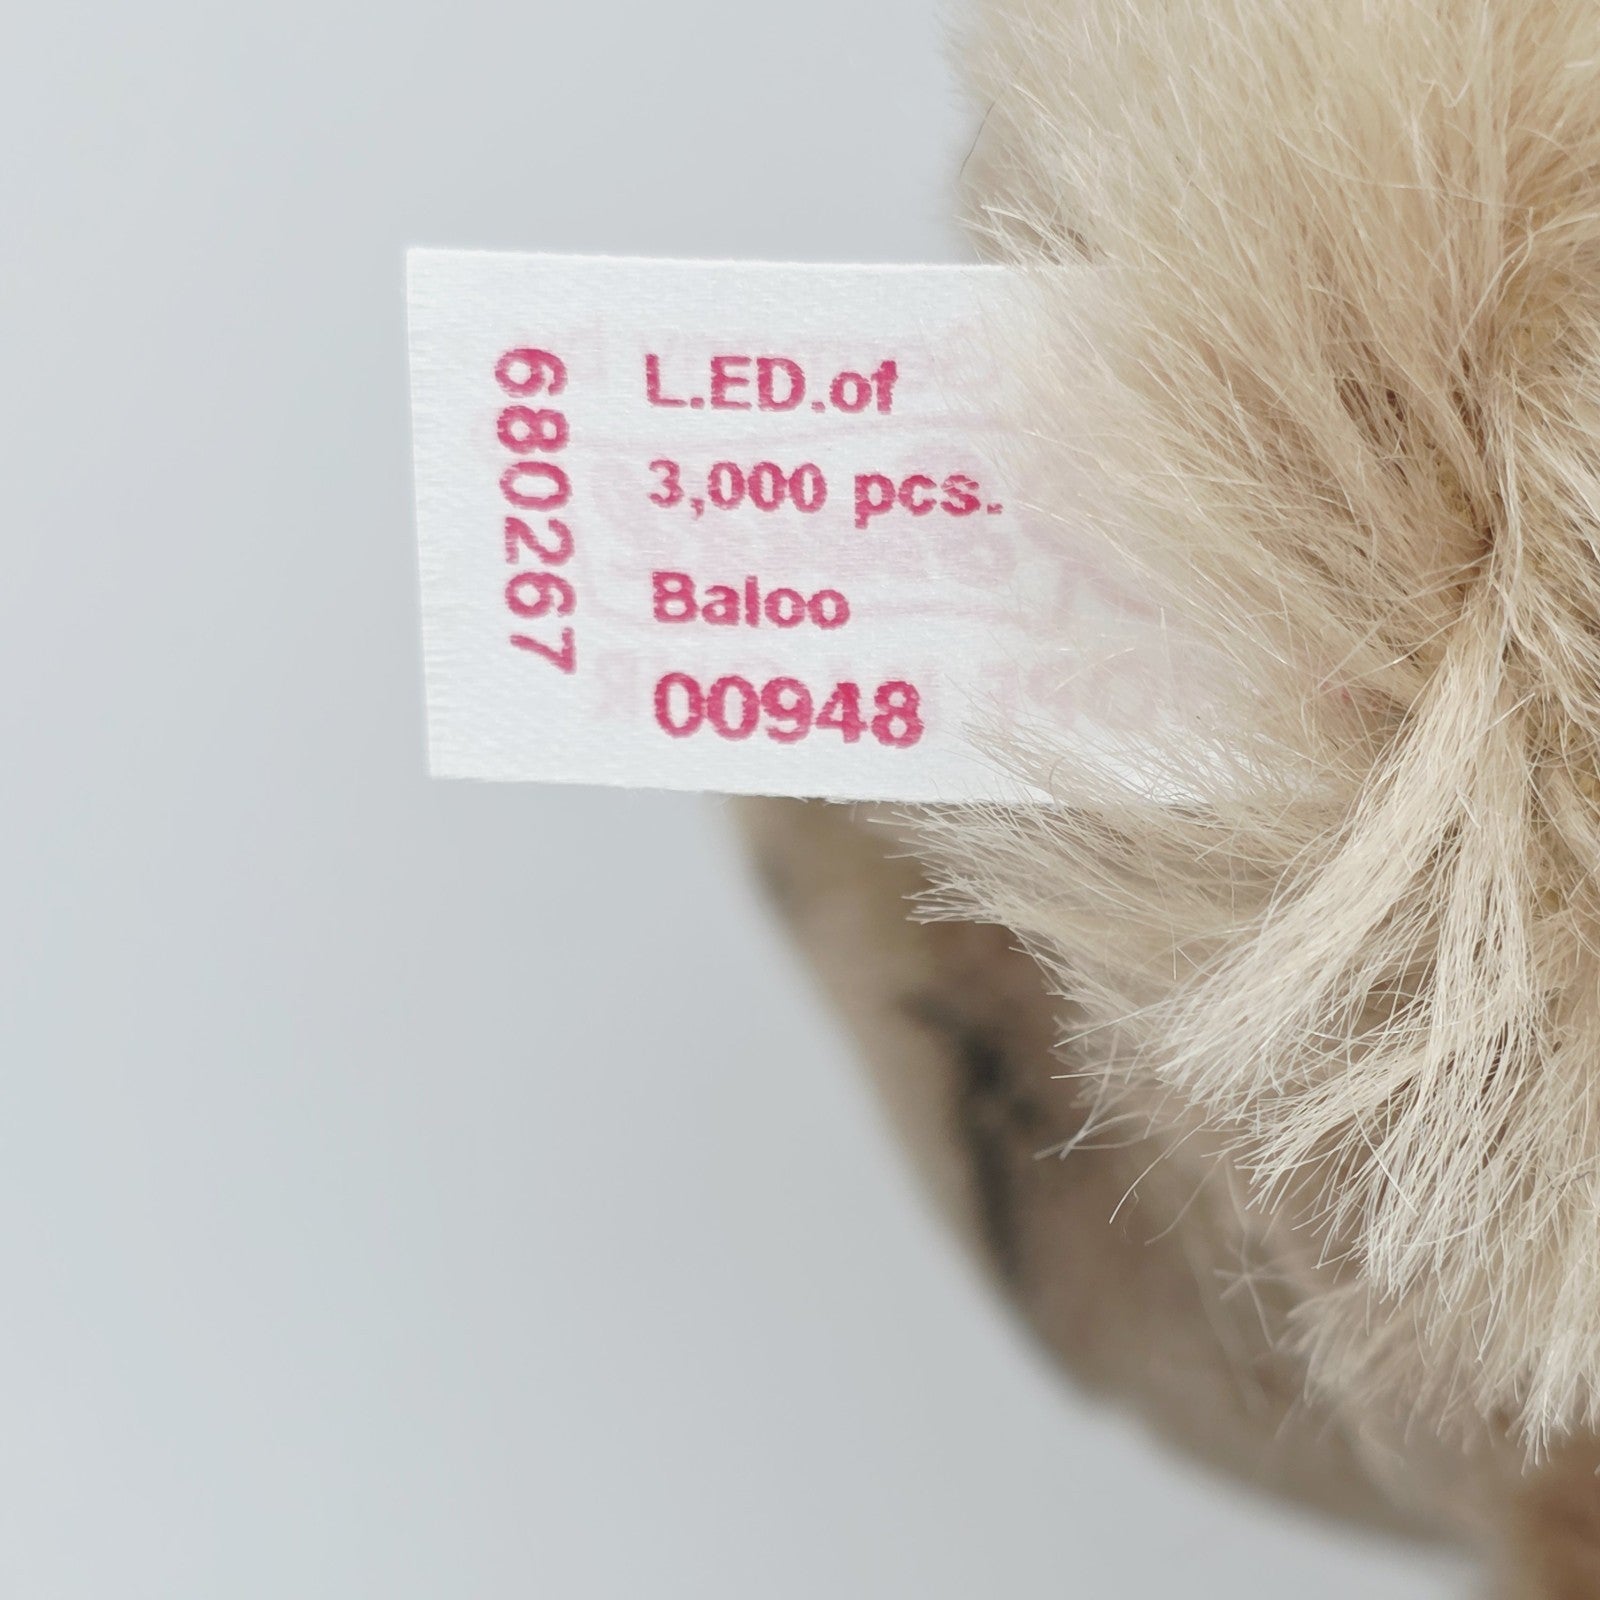 680267
L.ED.of
3,000 pcs.
Baloo
00948